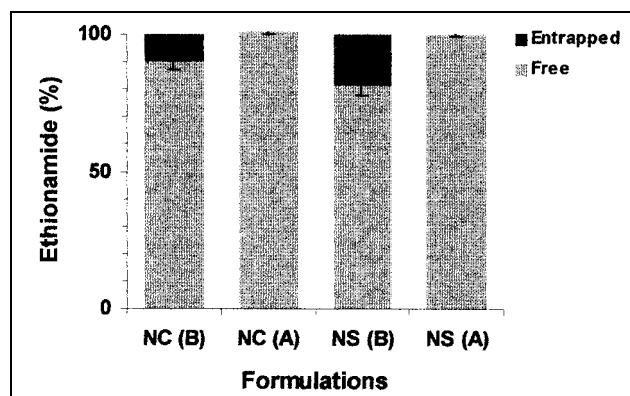 Ethionamide (%)
100
50
0
NC (B) NC (A) NS (B) NS (A)
Formulations
Entrapped
Free